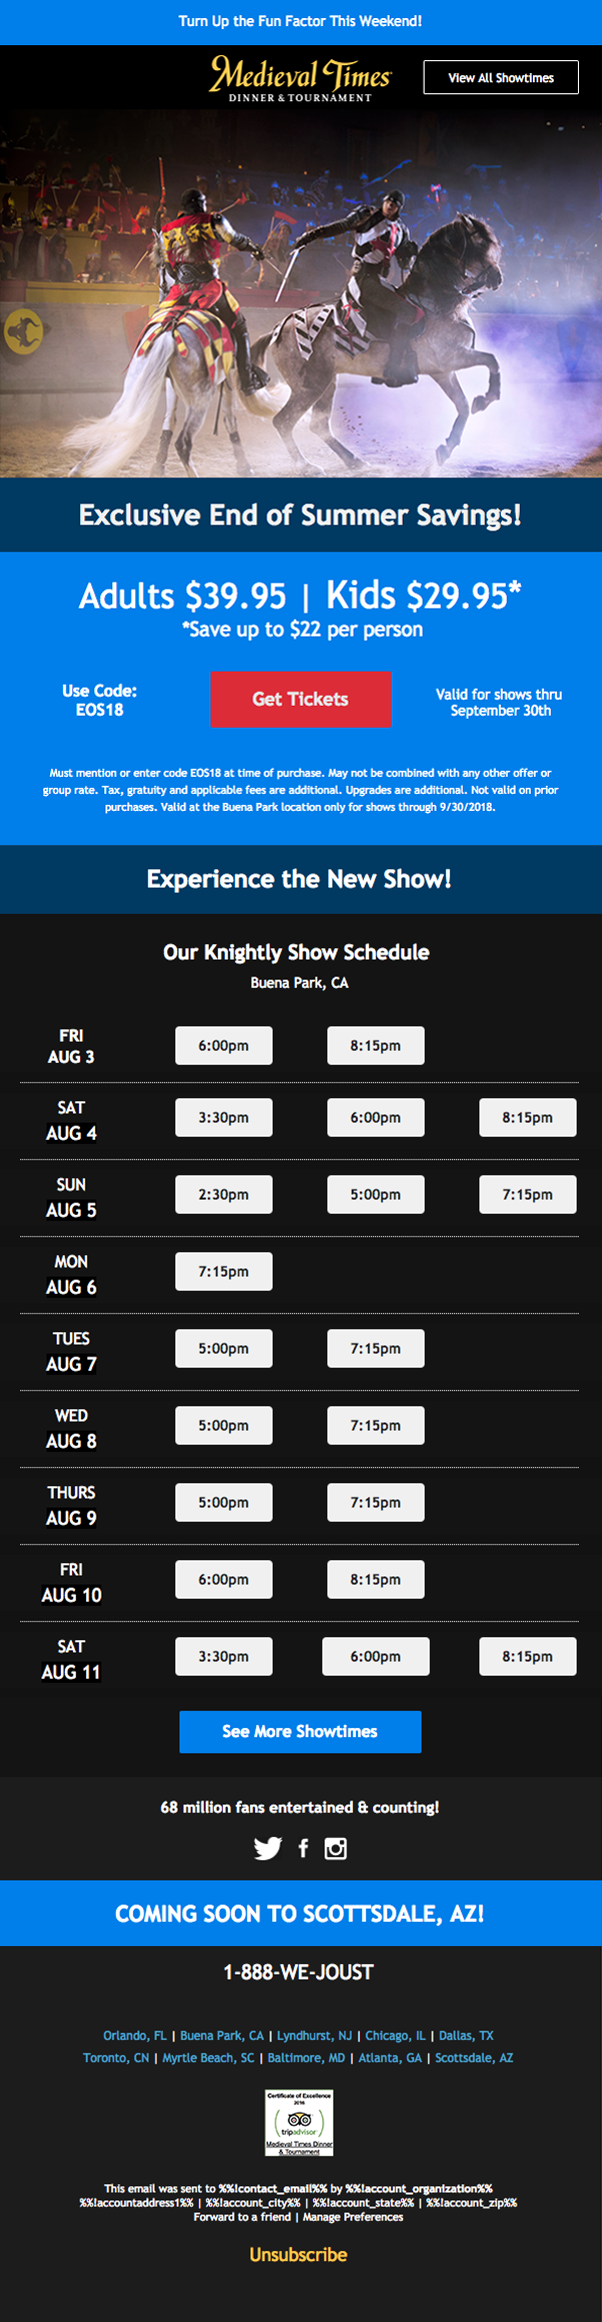 Turn Up the Fun Factor This Weekend!
Medieval Times
DINNER & TOURNAMENT
View All Showtimes
Exclusive End of Summer Savings!
Adults $39.95 | Kids $29.95*
*Save up to $22 per person
Use Code:
EOS18
Get Tickets
Valid for shows thru
September 30th
Must mention or enter code EOS18 at time of purchase. May not be combined with any other offer or
group rate. Tax, gratuity and applicable fees are additional. Upgrades are additional. Not valid on prior
purchases. Valid at the Buena Park location only for shows through 9/30/2018.
Experience the New Show!
Our Knightly Show Schedule
Buena Park, CA
FRI
AUG 3
6:00pm 8:15pm
SAT
AUG 4
3:30pm 6:00pm 8:15pm
SUN
AUG 5
2:30pm 5:00pm 7:15pm
MON
AUG 6
7:15pm
TUES
AUG 7
5:00pm 7:15pm
WED
AUG 8
5:00pm 7:15pm
THURS
AUG 9
5:00pm 7:15pm
FRI
AUG 10
6:00pm 8:15pm
SAT
AUG 11
3:30pm 6:00pm 8:15pm
See More Showtimes
68 million fans entertained & counting!
COMING SOON TO SCOTTSDALE, AZ!
1-888-WE-JOUST
Orlando, FL | Buena Park, CA | Lyndhurst, NJ | Chicago, IL | Dallas, TX
Toronto, CN | Myrtle Beach, SC | Baltimore, MD | Atlanta, GA | Scottsdale, AZ
Certificate of Excellence
2016
tripadvisor
Medieval Times Dinner
& Tournament
This email was sent to %%!contact_email%% by %%!account_organization%%
%%!accountaddress1%% | %%!account_city%% | %%!account_state%% | %%!account_zip%%
Forward to a friend | Manage Preferences
Unsubscribe